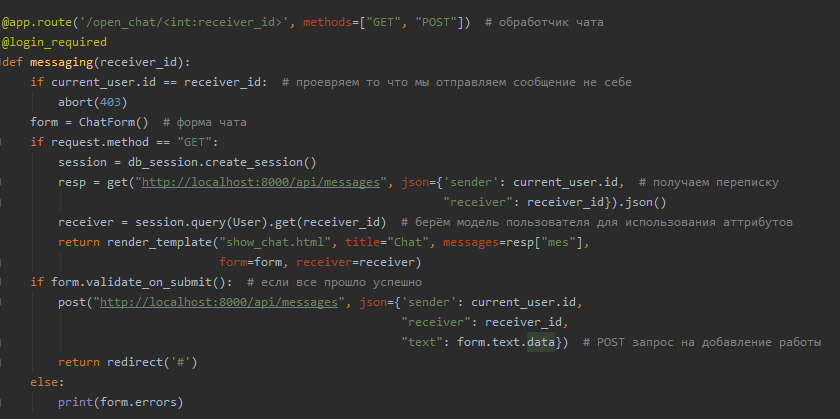 @app.route('/open_chat/<int:receiver_id>', methods=["GET", "POST"])  # обработчик чата
@login_required
def messaging(receiver_id):
    if current_user.id == receiver_id:  # проевряем то что мы отправляем сообщение не себе
        abort(403)
    form = ChatForm()  # форма чата
    if request.method == "GET":
        session = db_session.create_session()
        resp = get("http://localhost:8000/api/messages", json={'sender': current_user.id,  # получаем переписку
                                                               "receiver": receiver_id}).json()
        receiver = session.query(User).get(receiver_id)  # берём модель пользователя для использования аттрибутов
        return render_template("show_chat.html", title="Chat", messages=resp["mes"],
                               form=form, receiver=receiver)
    if form.validate_on_submit():  # если все прошло успешно
        post("http://localhost:8000/api/messages", json={'sender': current_user.id,
                                                         "receiver": receiver_id,
                                                         "text": form.text.data})  # POST запрос на добавление работы
        return redirect('#')
    else:
        print(form.errors)